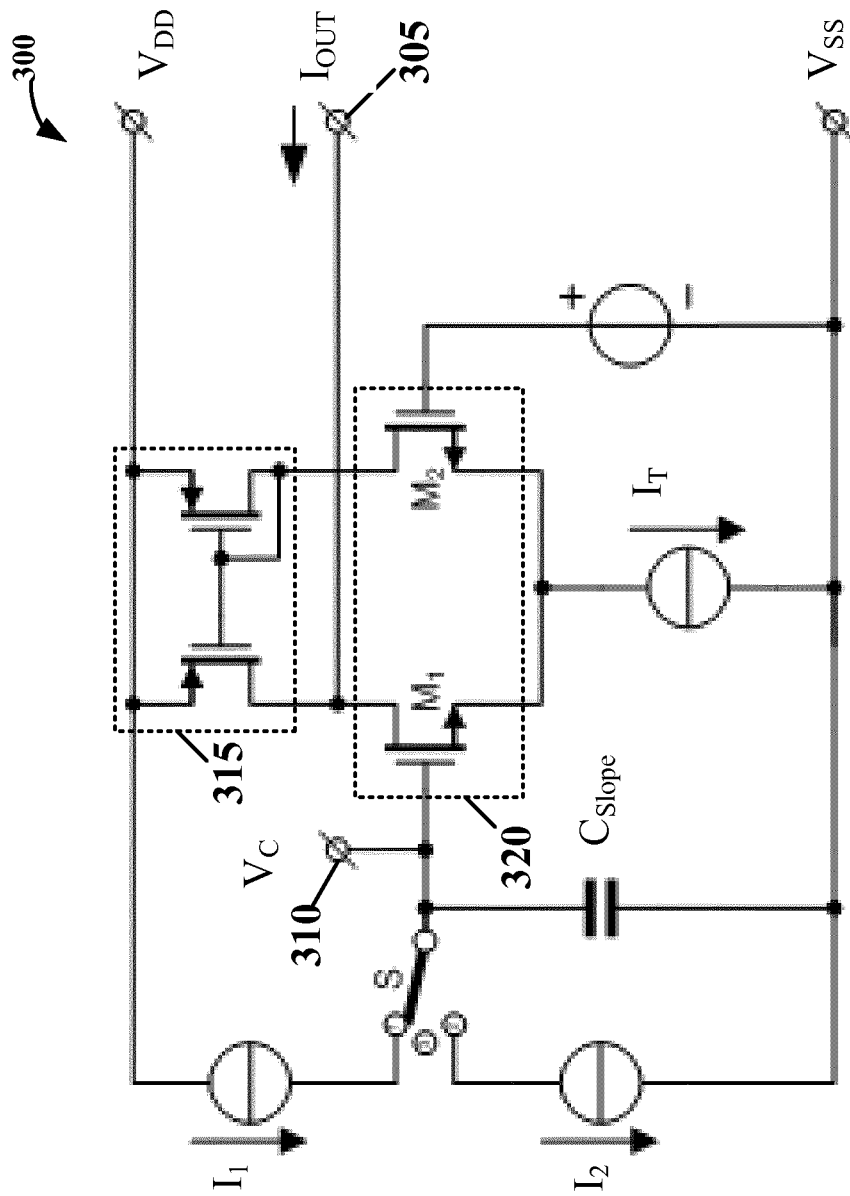 300
V_DD
I_OUT
305
315
I_1
V_C
310
S
M_1
M_2
+
−
320
I_2
C_Slope
I_T
V_SS